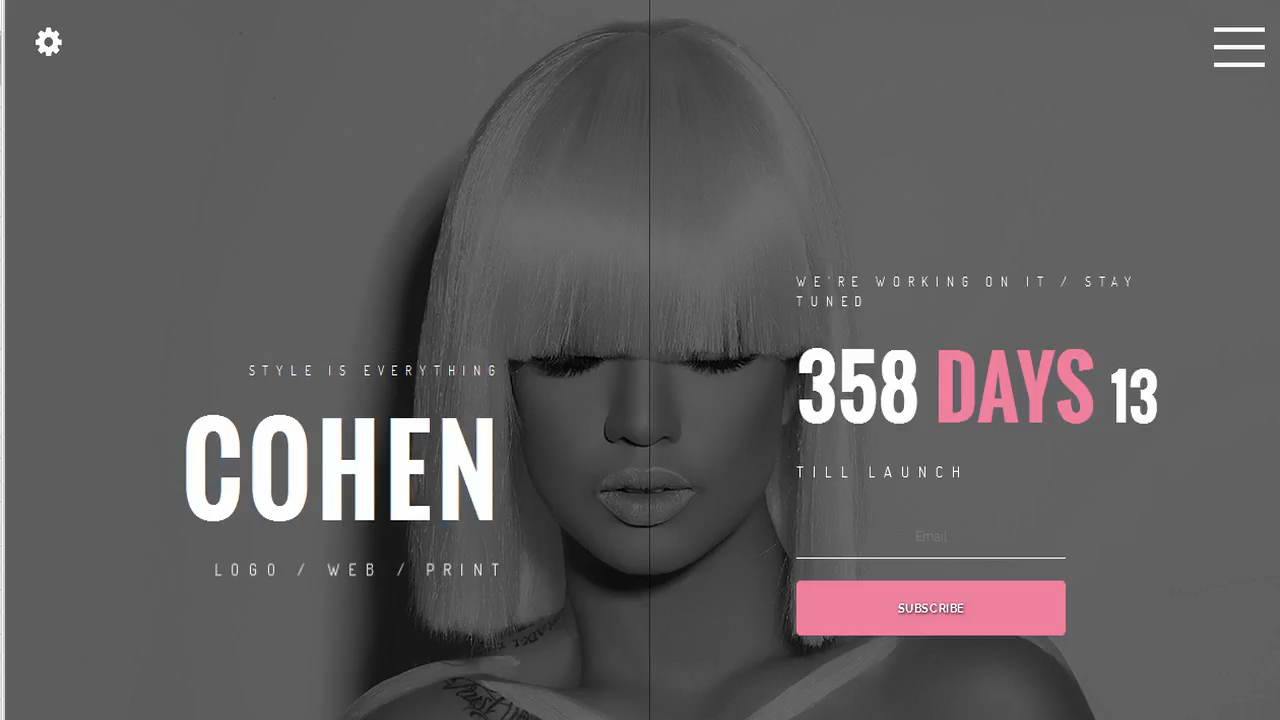 STYLE IS EVERYTHING
COHEN
LOGO / WEB / PRINT
WE'RE WORKING ON IT / STAY
TUNED
358 DAYS 13
TILL LAUNCH
Email
SUBSCRIBE